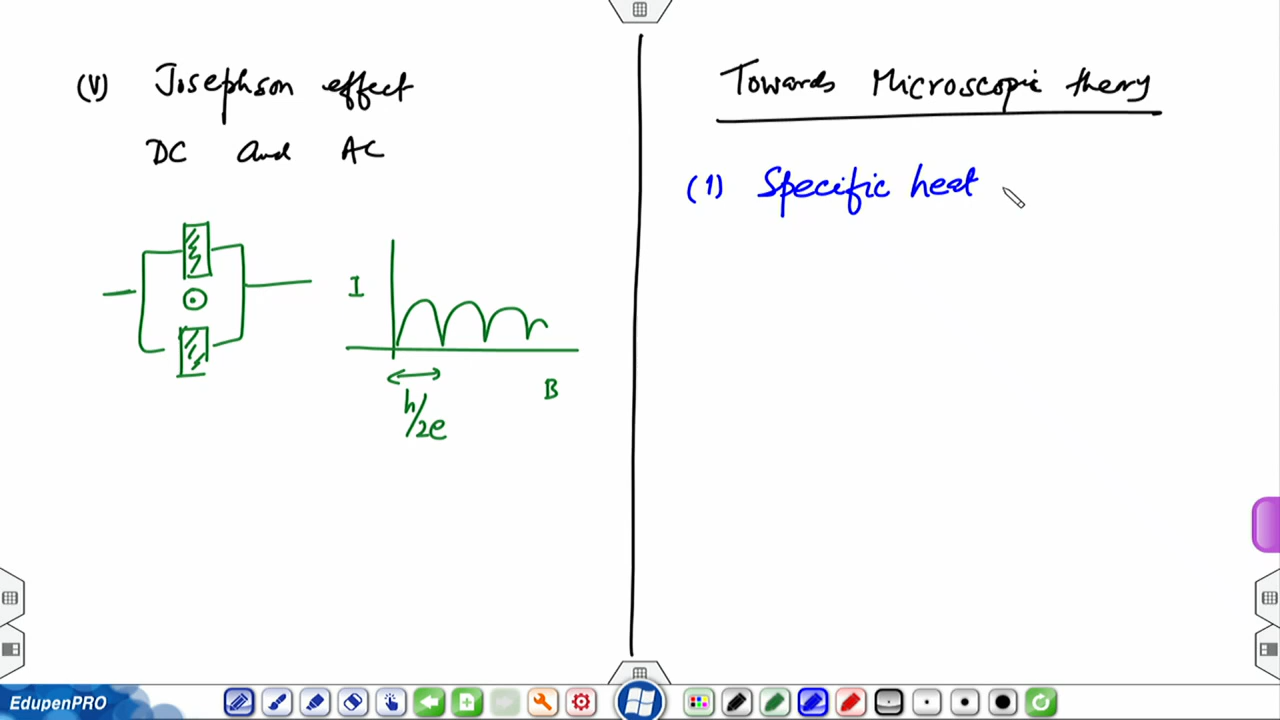 (V) Josephson effect
DC and AC
I
B
h/2e
Towards Microscopic theory
(1) Specific heat
EdupenPRO